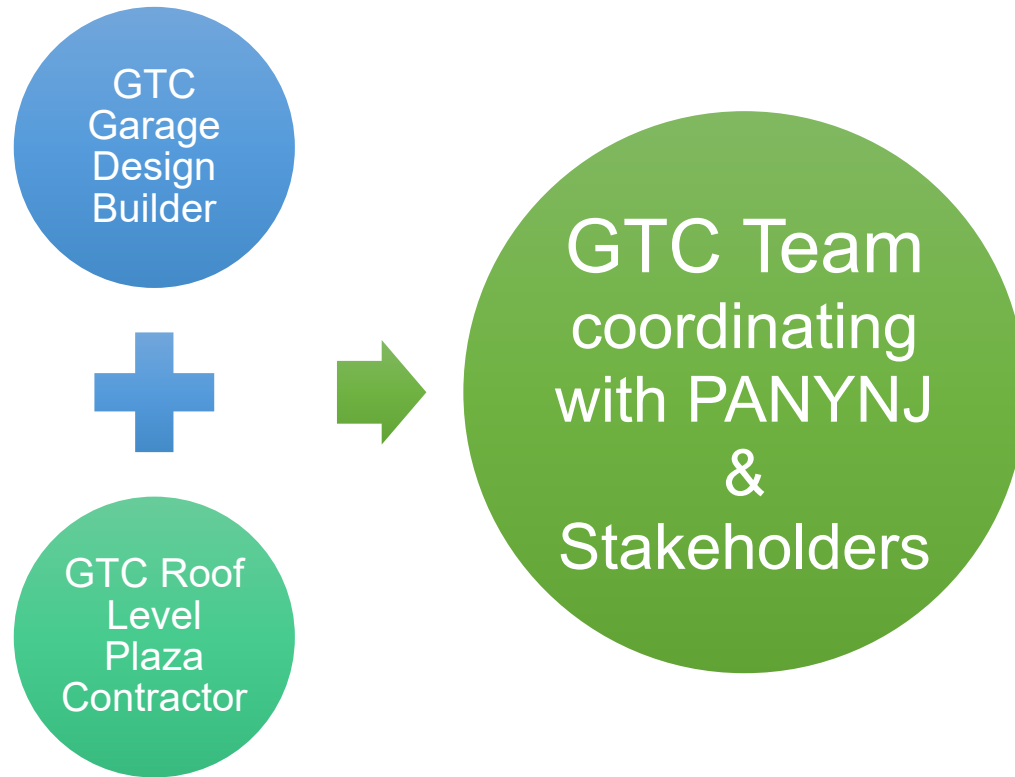 GTC
Garage
Design
Builder
GTC Roof
Level
Plaza
Contractor
GTC Team
coordinating
with PANYNJ
&
Stakeholders